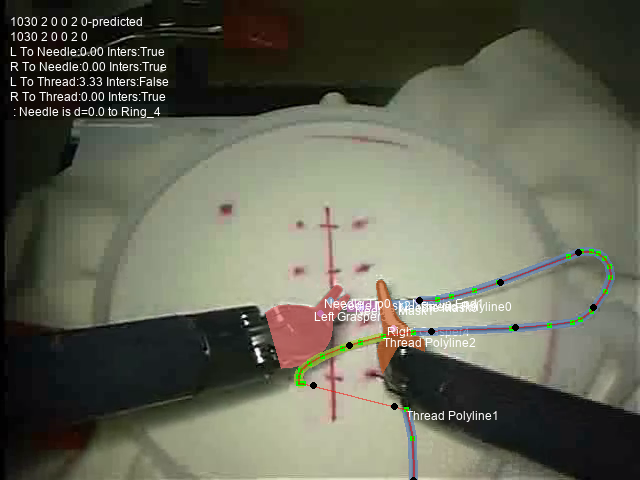 1030 2 0 0 2 0-predicted
1030 2 0 0 2 0
L To Needle:0.00 Inters:True
R To Needle:0.00 Inters:True
L To Thread:3.33 Inters:False
R To Thread:0.00 Inters:True
: Needle is d=0.0 to Ring_4
Left Grasper
Thread Polyline2
Thread Polyline1